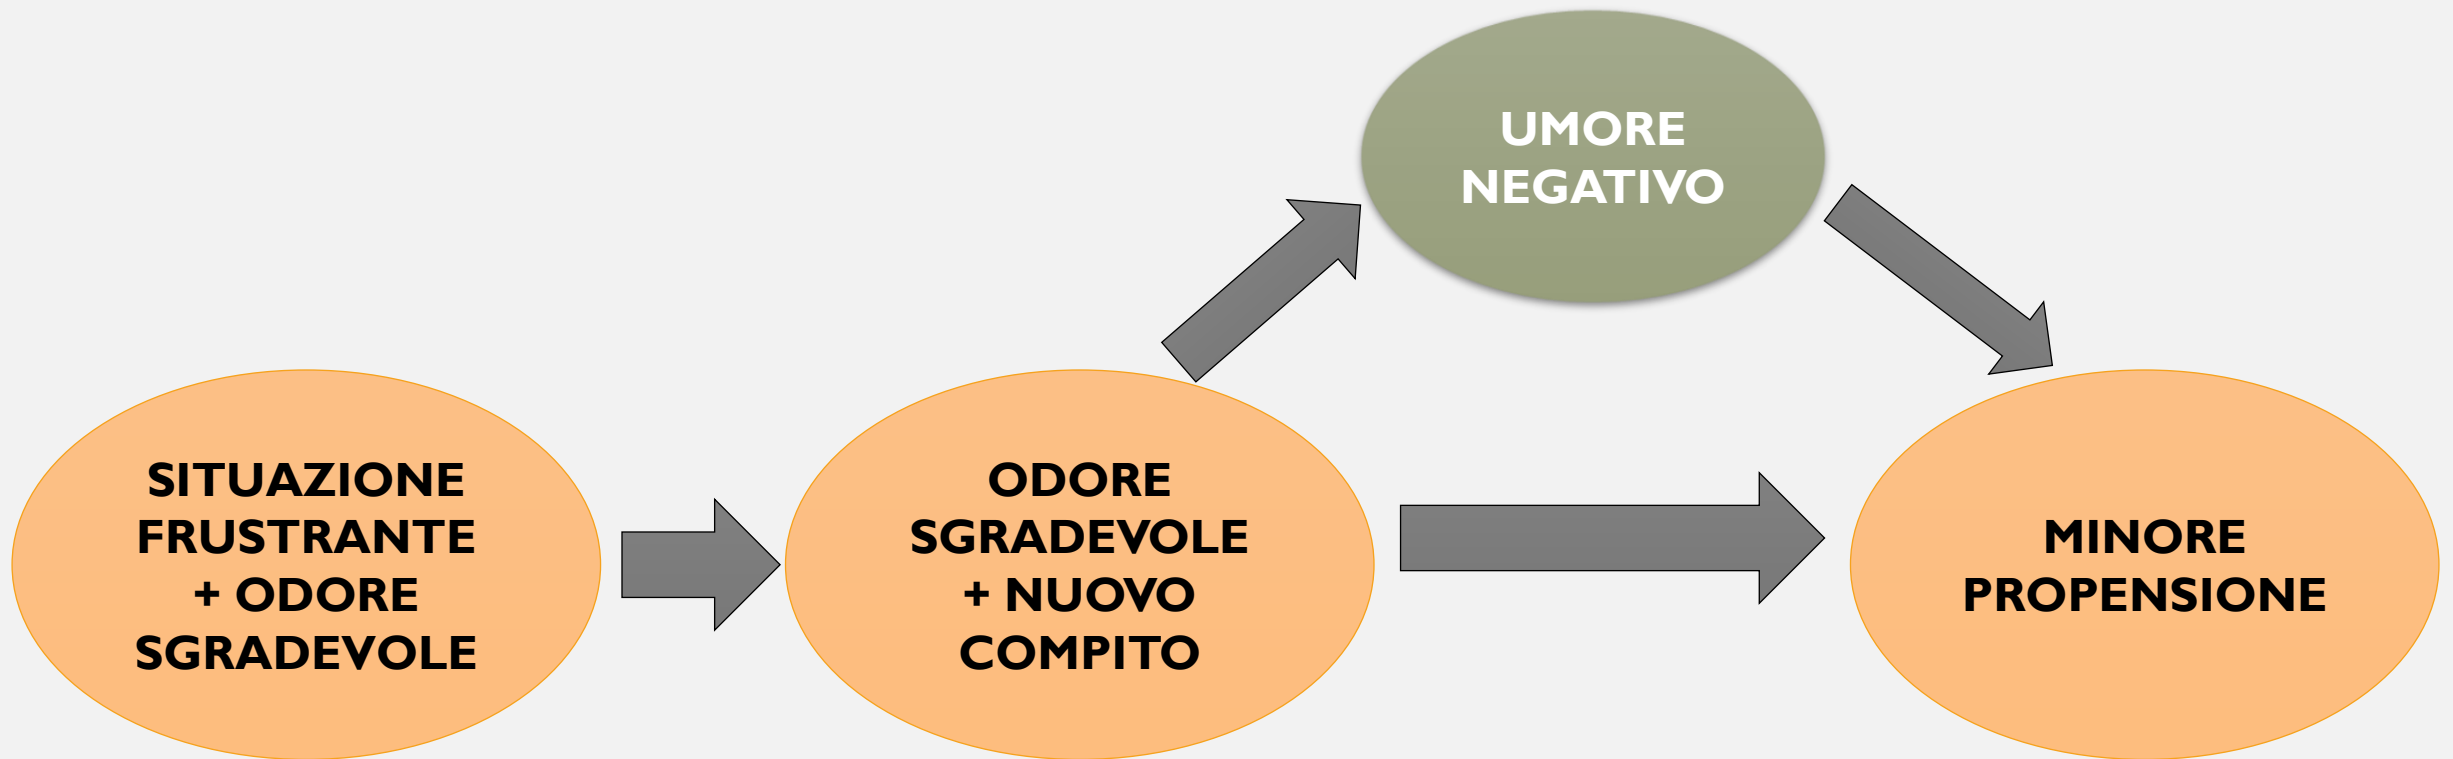 UMORE
NEGATIVO
SITUAZIONE
FRUSTRANTE
+ ODORE
SGRADEVOLE
ODORE
SGRADEVOLE
+ NUOVO
COMPITO
MINORE
PROPENSIONE